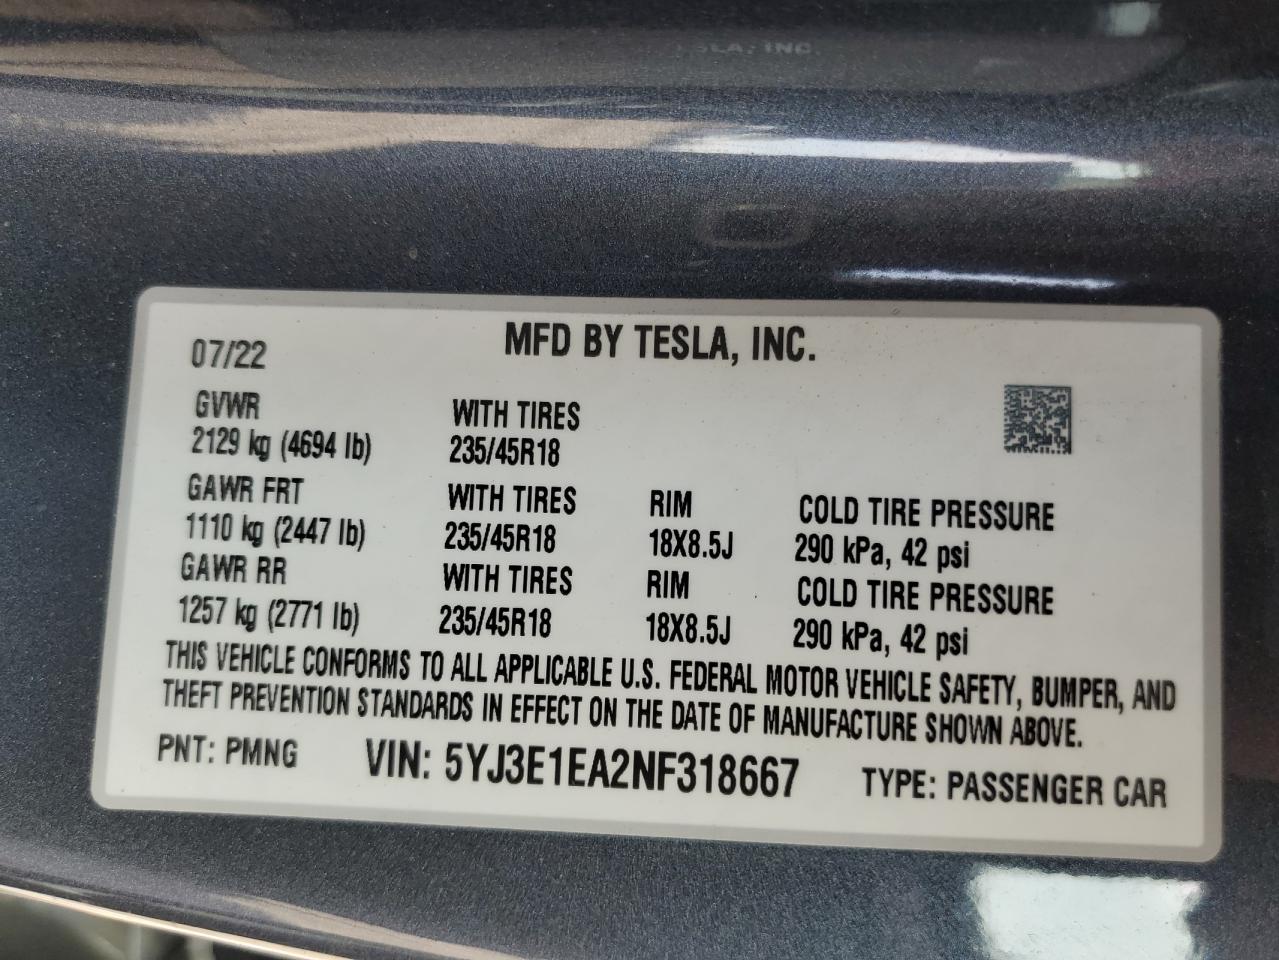 TESLA, INC.
MFD BY TESLA, INC.
07/22
GVWR WITH TIRES
2129 kg (4694 lb) 235/45R18
GAWR FRT WITH TIRES RIM COLD TIRE PRESSURE
1110 kg (2447 lb) 235/45R18 18X8.5J 290 kPa, 42 psi
GAWR RR WITH TIRES RIM COLD TIRE PRESSURE
1257 kg (2771 lb) 235/45R18 18X8.5J 290 kPa, 42 psi
THIS VEHICLE CONFORMS TO ALL APPLICABLE U.S. FEDERAL MOTOR VEHICLE SAFETY, BUMPER, AND
THEFT PREVENTION STANDARDS IN EFFECT ON THE DATE OF MANUFACTURE SHOWN ABOVE.
PNT: PMNG VIN: 5YJ3E1EA2NF318667 TYPE: PASSENGER CAR